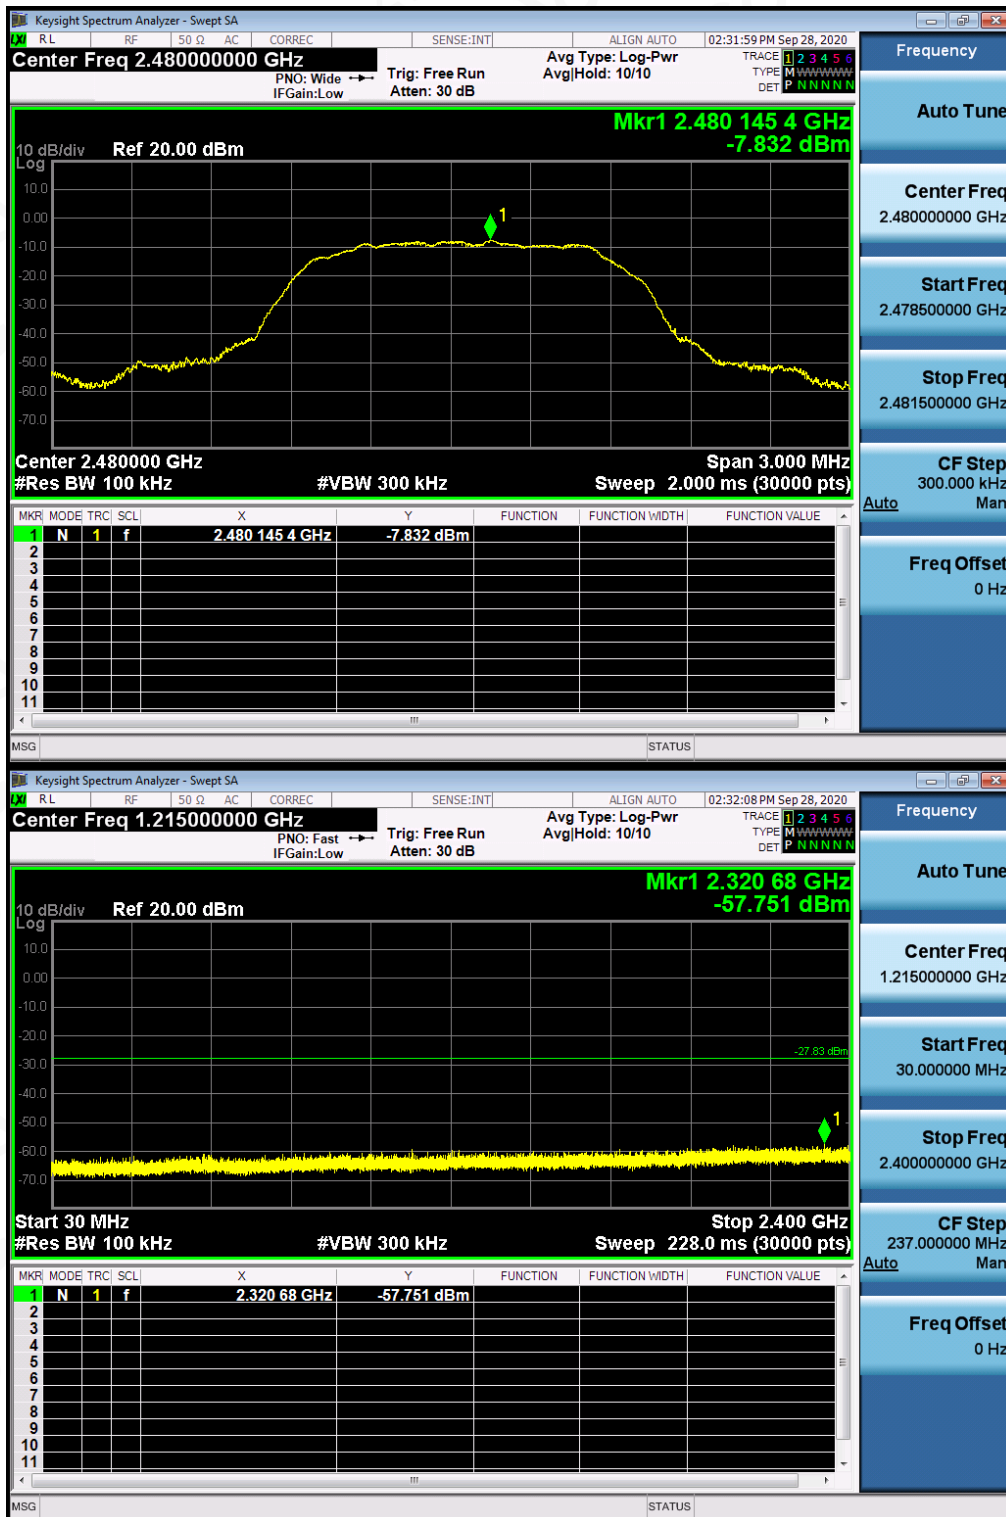 Keysight Spectrum Analyzer - Swept SA
LXI RL RF 50 Ω AC CORREC SENSE:INT ALIGN AUTO 02:31:59 PM Sep 28, 2020
Center Freq 2.480000000 GHz
PNO: Wide
IFGain:Low
Trig: Free Run
Atten: 30 dB
Avg Type: Log-Pwr
Avg|Hold: 10/10
TRACE 1 2 3 4 5 6
TYPE M WWWWW
DET P N N N N N
Mkr1 2.480 145 4 GHz
-7.832 dBm
10 dB/div Ref 20.00 dBm
Log
10.0
0.00
-10.0
-20.0
-30.0
-40.0
-50.0
-60.0
-70.0
1
Center 2.480000 GHz Span 3.000 MHz
#Res BW 100 kHz #VBW 300 kHz Sweep 2.000 ms (30000 pts)
MKR MODE TRC SCL X Y FUNCTION FUNCTION WIDTH FUNCTION VALUE
1 N 1 f 2.480 145 4 GHz -7.832 dBm
2
3
4
5
6
7
8
9
10
11
MSG STATUS
Frequency
Auto Tune
Center Freq
2.480000000 GHz
Start Freq
2.478500000 GHz
Stop Freq
2.481500000 GHz
CF Step
300.000 kHz
Auto Man
Freq Offset
0 Hz
Keysight Spectrum Analyzer - Swept SA
LXI RL RF 50 Ω AC CORREC SENSE:INT ALIGN AUTO 02:32:08 PM Sep 28, 2020
Center Freq 1.215000000 GHz
PNO: Fast
IFGain:Low
Trig: Free Run
Atten: 30 dB
Avg Type: Log-Pwr
Avg|Hold: 10/10
TRACE 1 2 3 4 5 6
TYPE M WWWWW
DET P N N N N N
Mkr1 2.320 68 GHz
-57.751 dBm
10 dB/div Ref 20.00 dBm
Log
10.0
0.00
-10.0
-20.0
-30.0
-40.0
-50.0
-60.0
-70.0
-27.83 dBm
1
Start 30 MHz Stop 2.400 GHz
#Res BW 100 kHz #VBW 300 kHz Sweep 228.0 ms (30000 pts)
MKR MODE TRC SCL X Y FUNCTION FUNCTION WIDTH FUNCTION VALUE
1 N 1 f 2.320 68 GHz -57.751 dBm
2
3
4
5
6
7
8
9
10
11
MSG STATUS
Frequency
Auto Tune
Center Freq
1.215000000 GHz
Start Freq
30.000000 MHz
Stop Freq
2.400000000 GHz
CF Step
237.000000 MHz
Auto Man
Freq Offset
0 Hz